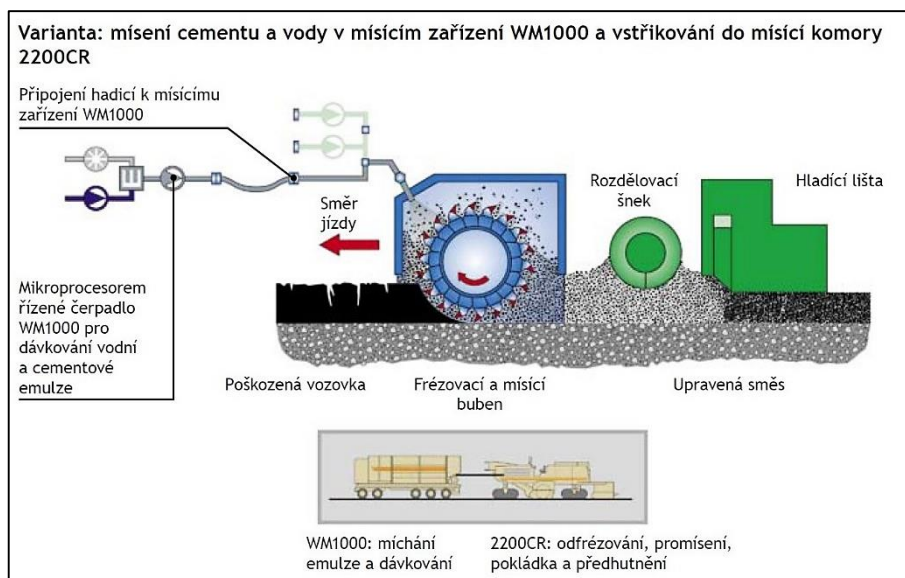 Varianta: mísení cementu a vody v mísicím zařízení WM1000 a vstřikování do mísící komory
2200CR
Připojení hadicí k mísícímu
zařízení WM1000
Směr
jízdy
Rozdělovací
šnek
Hladící lišta
Mikroprocesorem
řízené čerpadlo
WM1000 pro
dávkování vodní
a cementové
emulze
Poškozená vozovka
Frézovací a mísící
buben
Upravená směs
WM1000: míchání
emulze a dávkování
2200CR: odfrézování, promísení,
pokládka a předhutnění